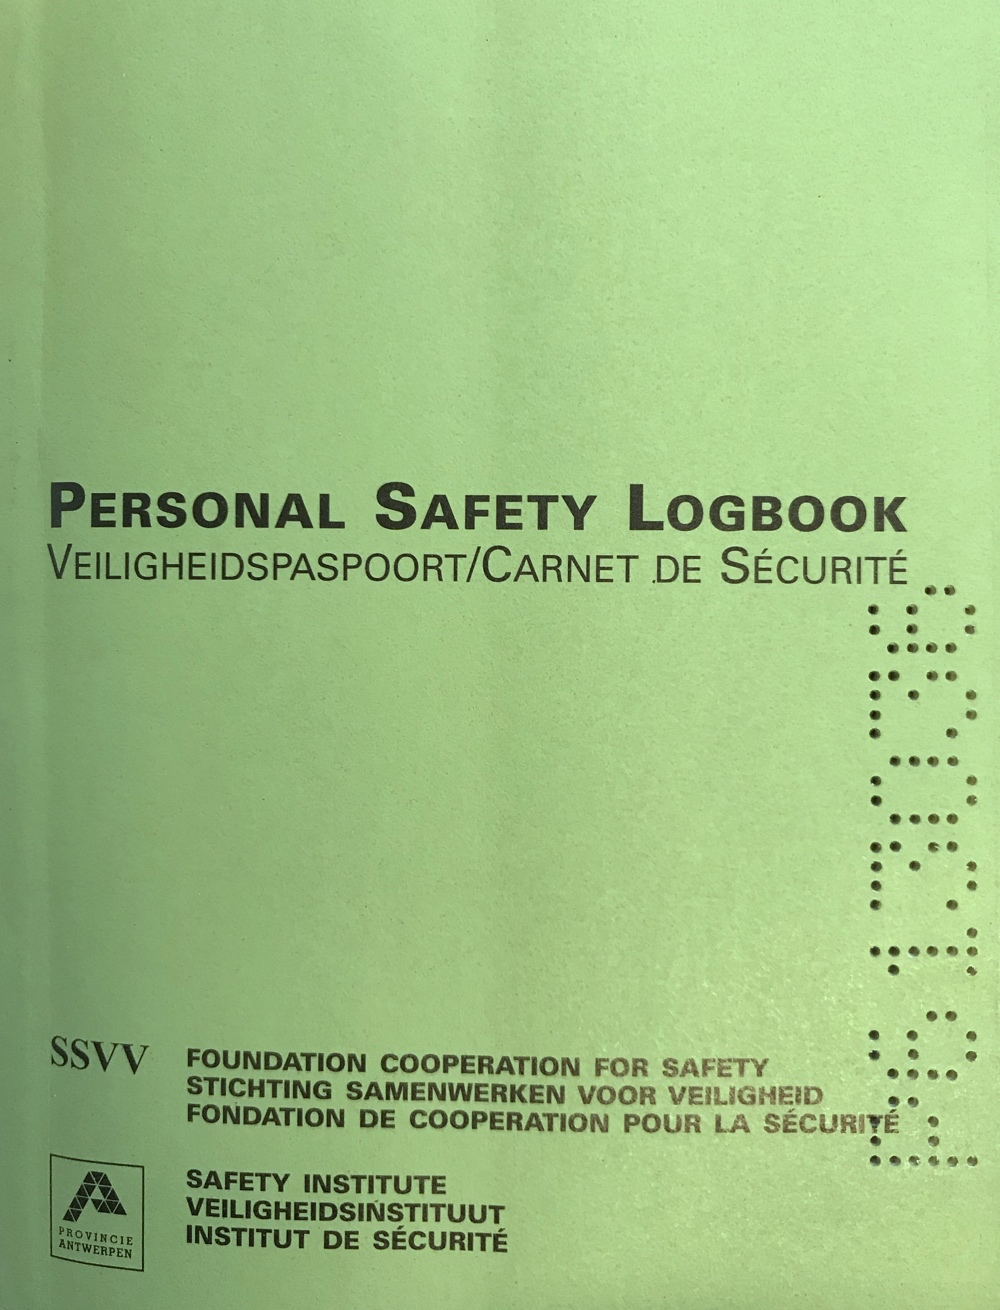 PERSONAL SAFETY LOGBOOK
VEILIGHEIDSPASPOORT/CARNET DE SÉCURITÉ
P613036
SSVV
FOUNDATION COOPERATION FOR SAFETY
STICHTING SAMENWERKEN VOOR VEILIGHEID
FONDATION DE COOPERATION POUR LA SÉCURITÉ
PROVINCIE
ANTWERPEN
SAFETY INSTITUTE
VEILIGHEIDSINSTITUUT
INSTITUT DE SÉCURITÉ